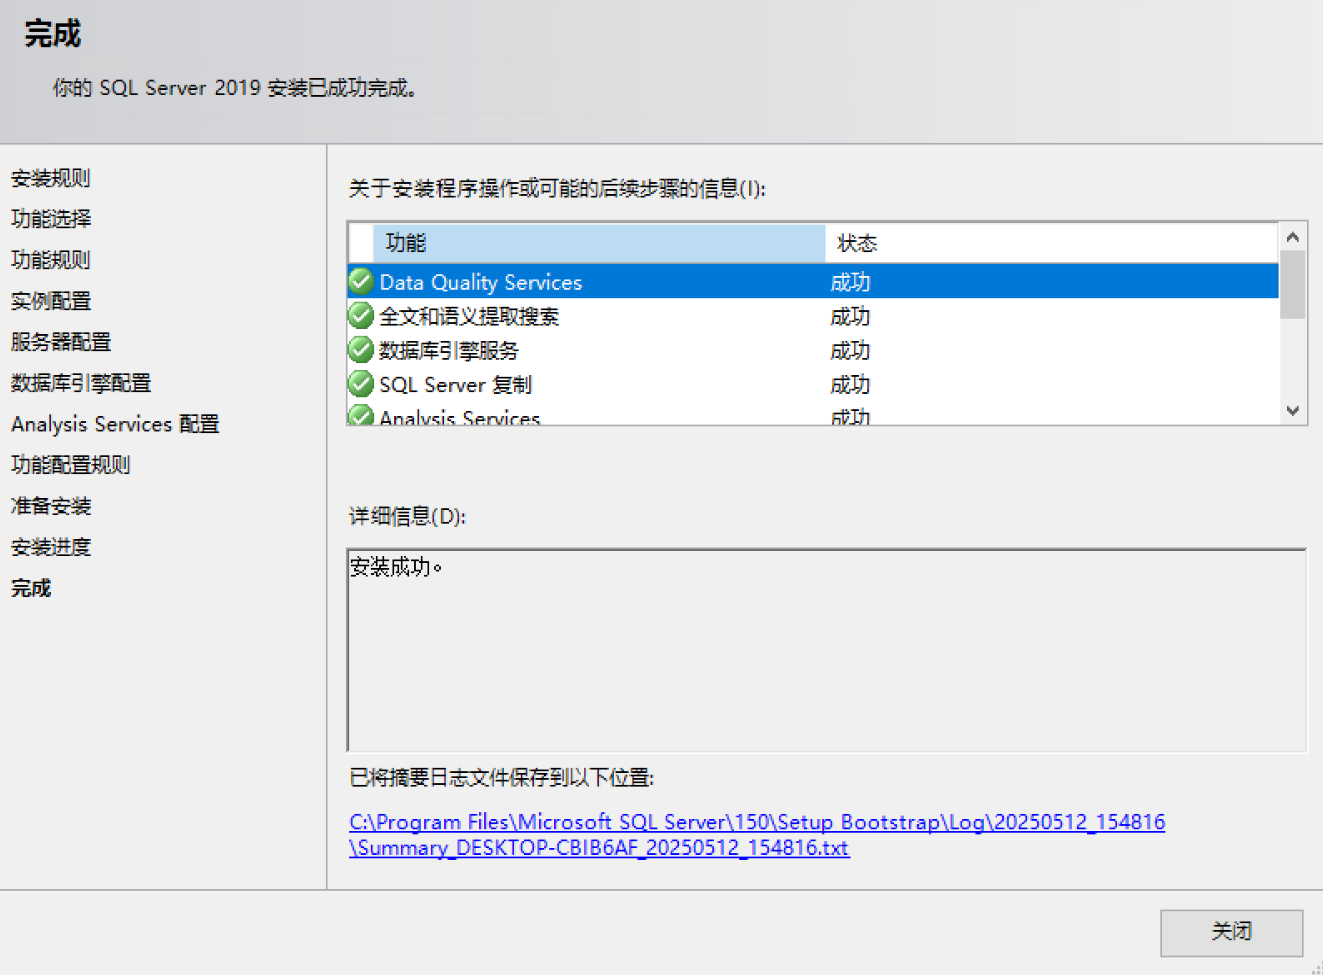 完成
你的 SQL Server 2019 安装已成功完成。
安装规则
功能选择
功能规则
实例配置
服务器配置
数据库引擎配置
Analysis Services 配置
功能配置规则
准备安装
安装进度
完成
关于安装程序操作或可能的后续步骤的信息(I):
功能 状态
Data Quality Services 成功
全文和语义提取搜索 成功
数据库引擎服务 成功
SQL Server 复制 成功
Analysis Services 成功
详细信息(D):
安装成功。
已将摘要日志文件保存到以下位置:
C:\Program Files\Microsoft SQL Server\150\Setup Bootstrap\Log\20250512_154816
\Summary_DESKTOP-CBIB6AF_20250512_154816.txt
关闭